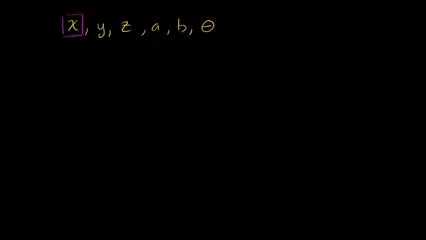 x, y, z, a, b, θ